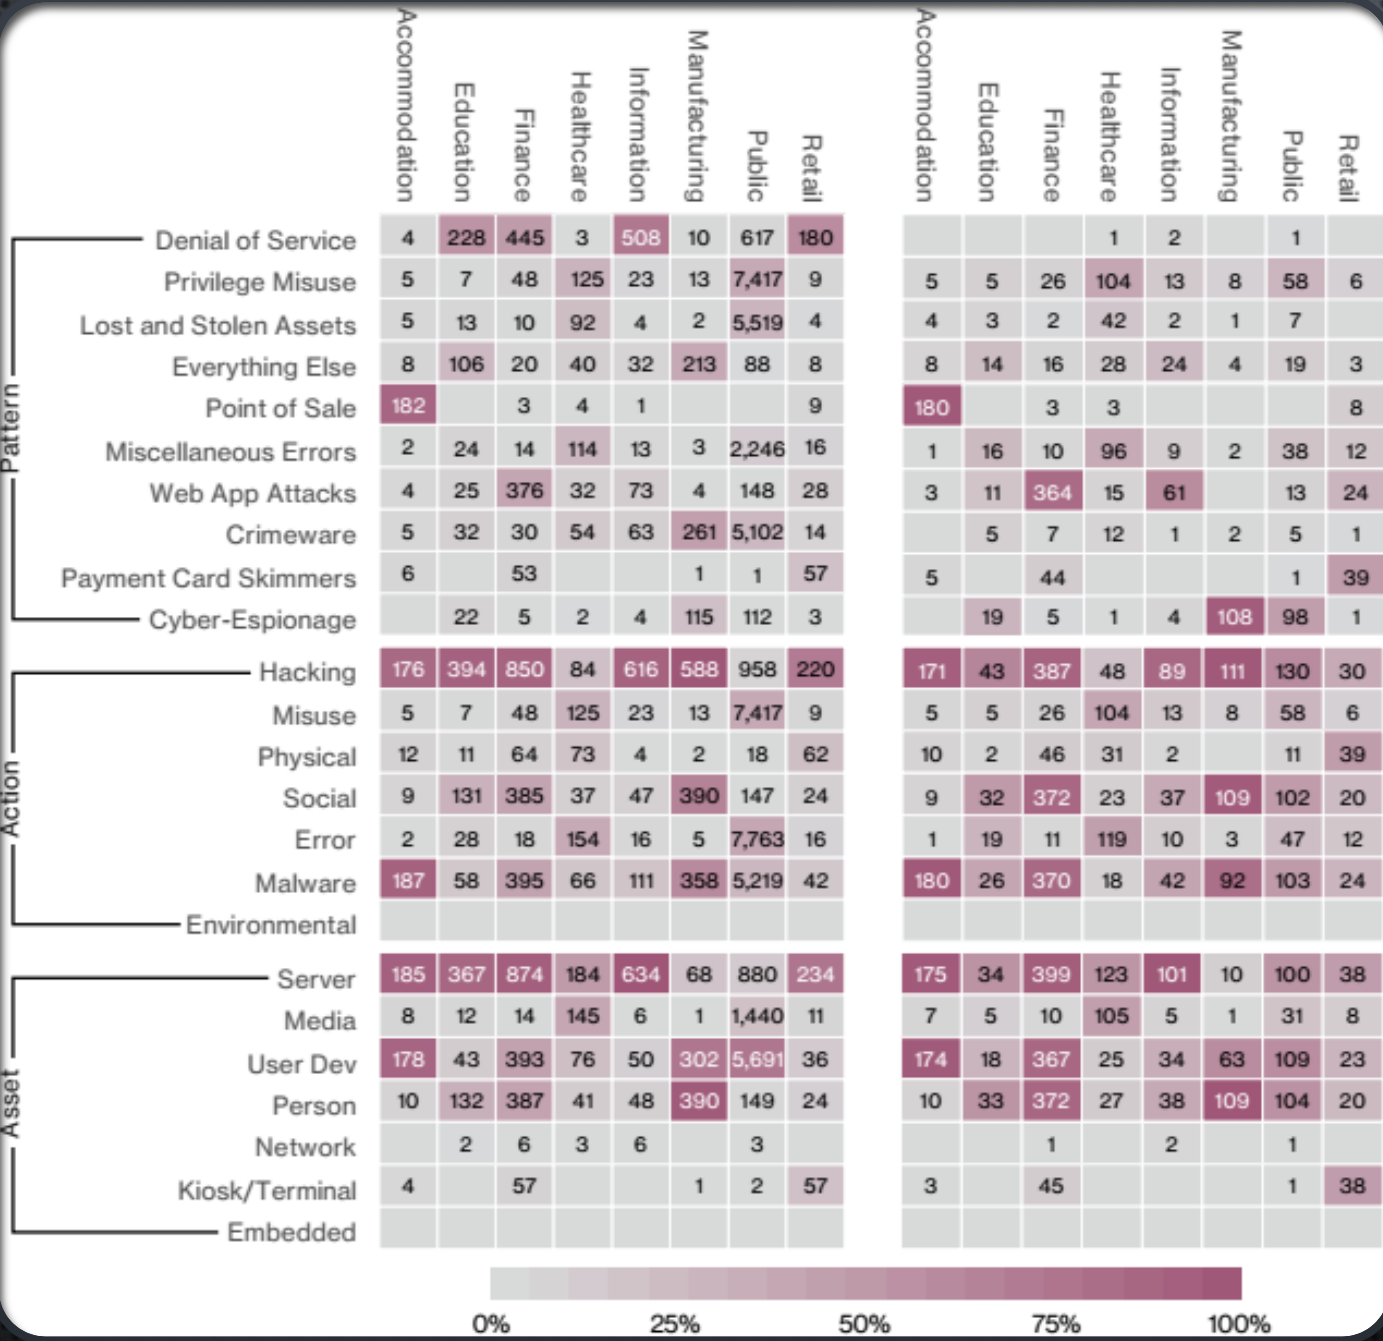 Accommodation Education Finance Healthcare Information Manufacturing Public Retail Accommodation Education Finance Healthcare Information Manufacturing Public Retail
Pattern
Denial of Service 4 228 445 3 508 10 617 180 1 2 1
Privilege Misuse 5 7 48 125 23 13 7,417 9 5 5 26 104 13 8 58 6
Lost and Stolen Assets 5 13 10 92 4 2 5,519 4 4 3 2 42 2 1 7
Everything Else 8 106 20 40 32 213 88 8 8 14 16 28 24 4 19 3
Point of Sale 182 3 4 1 9 180 3 3 8
Miscellaneous Errors 2 24 14 114 13 3 2,246 16 1 16 10 96 9 2 38 12
Web App Attacks 4 25 376 32 73 4 148 28 3 11 364 15 61 13 24
Crimeware 5 32 30 54 63 261 5,102 14 5 7 12 1 2 5 1
Payment Card Skimmers 6 53 1 1 57 5 44 1 39
Cyber-Espionage 22 5 2 4 115 112 3 19 5 1 4 108 98 1
Action
Hacking 176 394 850 84 616 588 958 220 171 43 387 48 89 111 130 30
Misuse 5 7 48 125 23 13 7,417 9 5 5 26 104 13 8 58 6
Physical 12 11 64 73 4 2 18 62 10 2 46 31 2 11 39
Social 9 131 385 37 47 390 147 24 9 32 372 23 37 109 102 20
Error 2 28 18 154 16 5 7,763 16 1 19 11 119 10 3 47 12
Malware 187 58 395 66 111 358 5,219 42 180 26 370 18 42 92 103 24
Environmental
Asset
Server 185 367 874 184 634 68 880 234 175 34 399 123 101 10 100 38
Media 8 12 14 145 6 1 1,440 11 7 5 10 105 5 1 31 8
User Dev 178 43 393 76 50 302 5,691 36 174 18 367 25 34 63 109 23
Person 10 132 387 41 48 390 149 24 10 33 372 27 38 109 104 20
Network 2 6 3 6 3 1 2 1
Kiosk/Terminal 4 57 1 2 57 3 45 1 38
Embedded
0% 25% 50% 75% 100%